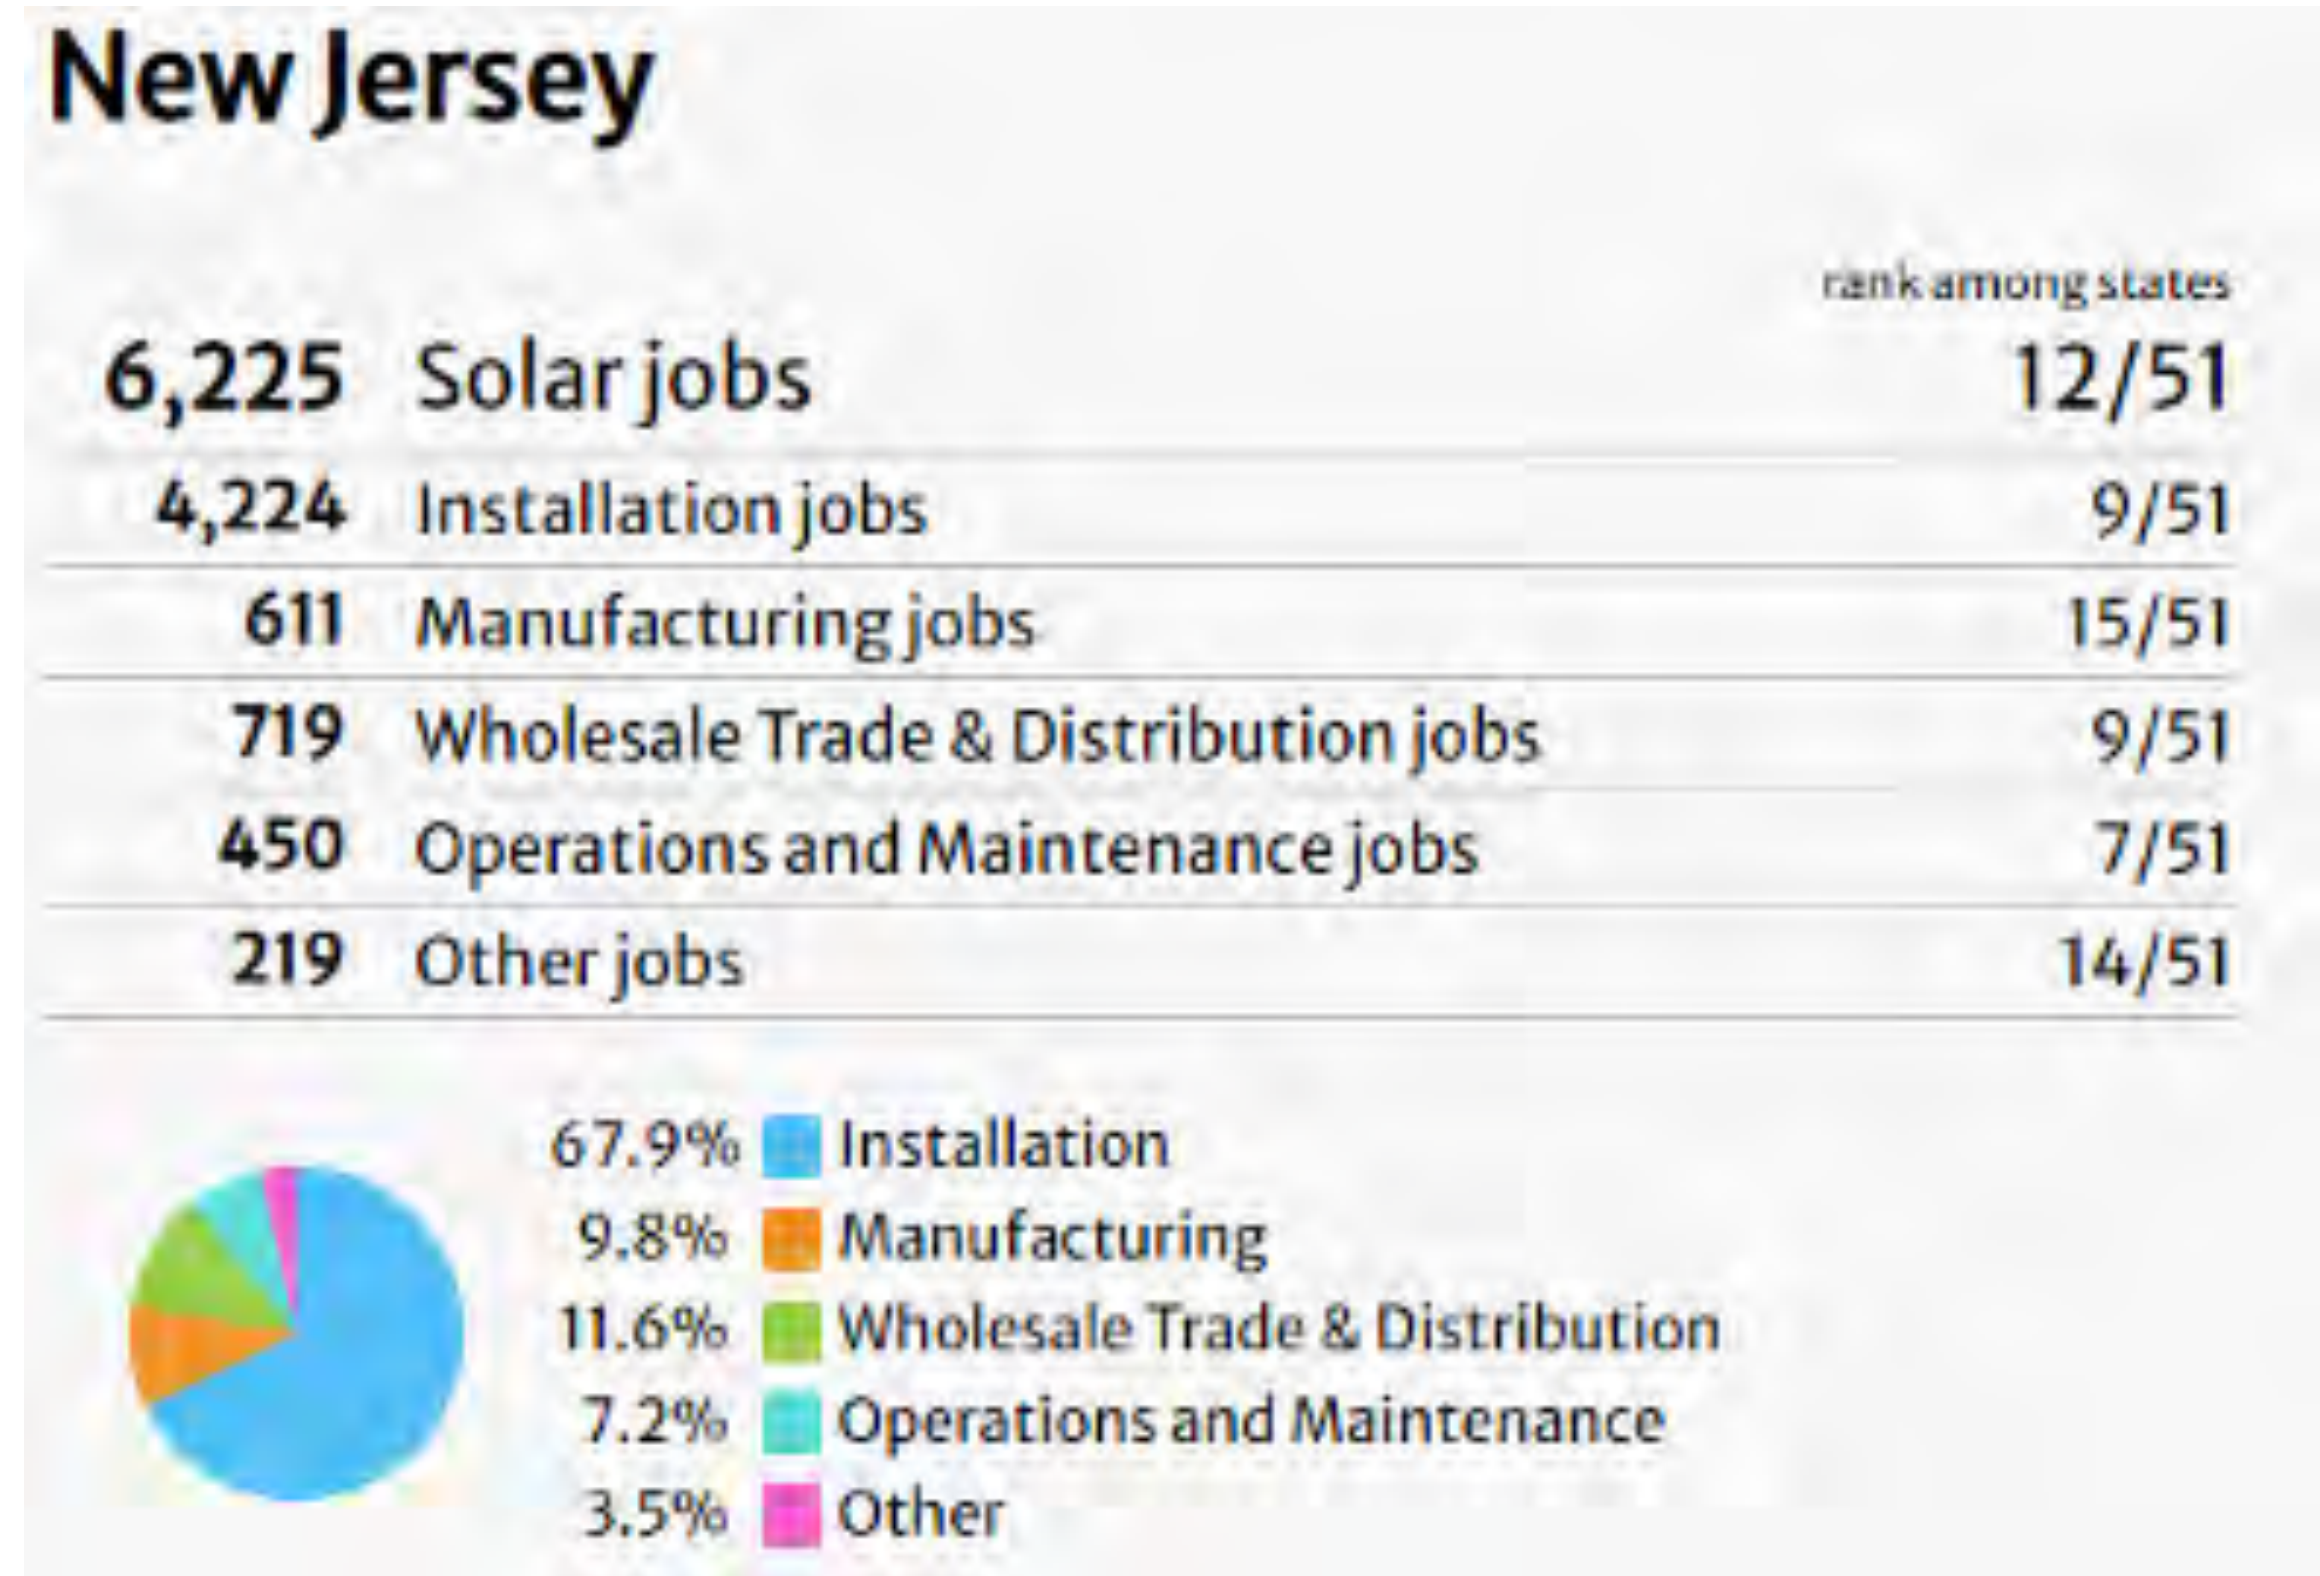 New Jersey
rank among states
6,225 Solar jobs 12/51
4,224 Installation jobs 9/51
611 Manufacturing jobs 15/51
719 Wholesale Trade & Distribution jobs 9/51
450 Operations and Maintenance jobs 7/51
219 Other jobs 14/51
67.9% Installation
9.8% Manufacturing
11.6% Wholesale Trade & Distribution
7.2% Operations and Maintenance
3.5% Other